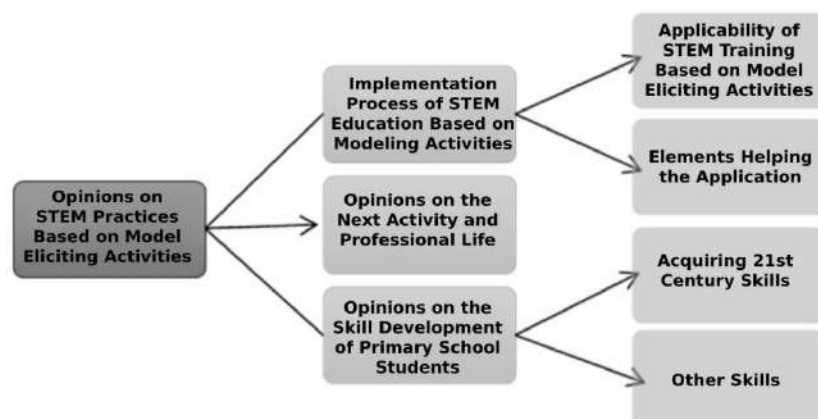 Opinions on
STEM Practices
Based on Model
Eliciting Activities
Implementation
Process of STEM
Education Based on
Modeling Activities
Opinions on the
Next Activity and
Professional Life
Opinions on the
Skill Development
of Primary School
Students
Applicability of
STEM Training
Based on Model
Eliciting Activities
Elements Helping
the Application
Acquiring 21st
Century Skills
Other Skills